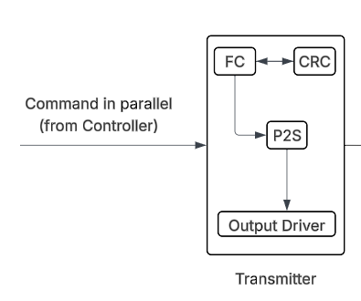 FC
CRC
Command in parallel
(from Controller)
P2S
Output Driver
Transmitter